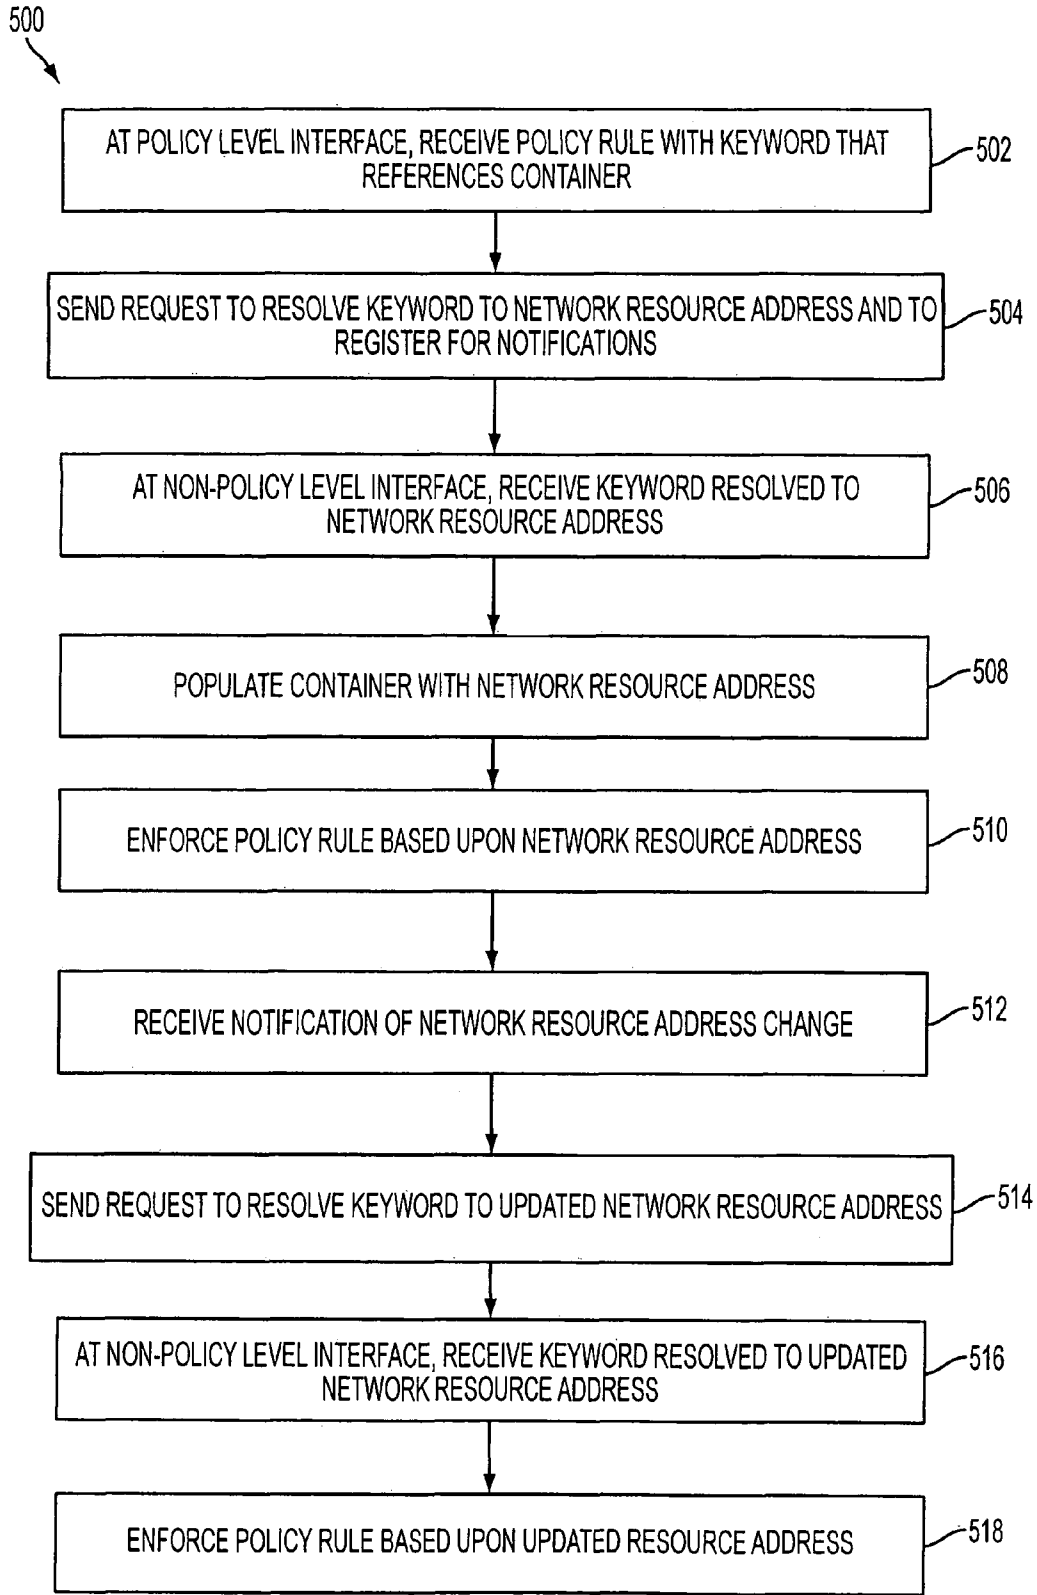 500
AT POLICY LEVEL INTERFACE, RECEIVE POLICY RULE WITH KEYWORD THAT
REFERENCES CONTAINER
502
SEND REQUEST TO RESOLVE KEYWORD TO NETWORK RESOURCE ADDRESS AND TO
REGISTER FOR NOTIFICATIONS
504
AT NON-POLICY LEVEL INTERFACE, RECEIVE KEYWORD RESOLVED TO
NETWORK RESOURCE ADDRESS
506
POPULATE CONTAINER WITH NETWORK RESOURCE ADDRESS
508
ENFORCE POLICY RULE BASED UPON NETWORK RESOURCE ADDRESS
510
RECEIVE NOTIFICATION OF NETWORK RESOURCE ADDRESS CHANGE
512
SEND REQUEST TO RESOLVE KEYWORD TO UPDATED NETWORK RESOURCE ADDRESS
514
AT NON-POLICY LEVEL INTERFACE, RECEIVE KEYWORD RESOLVED TO UPDATED
NETWORK RESOURCE ADDRESS
516
ENFORCE POLICY RULE BASED UPON UPDATED RESOURCE ADDRESS
518